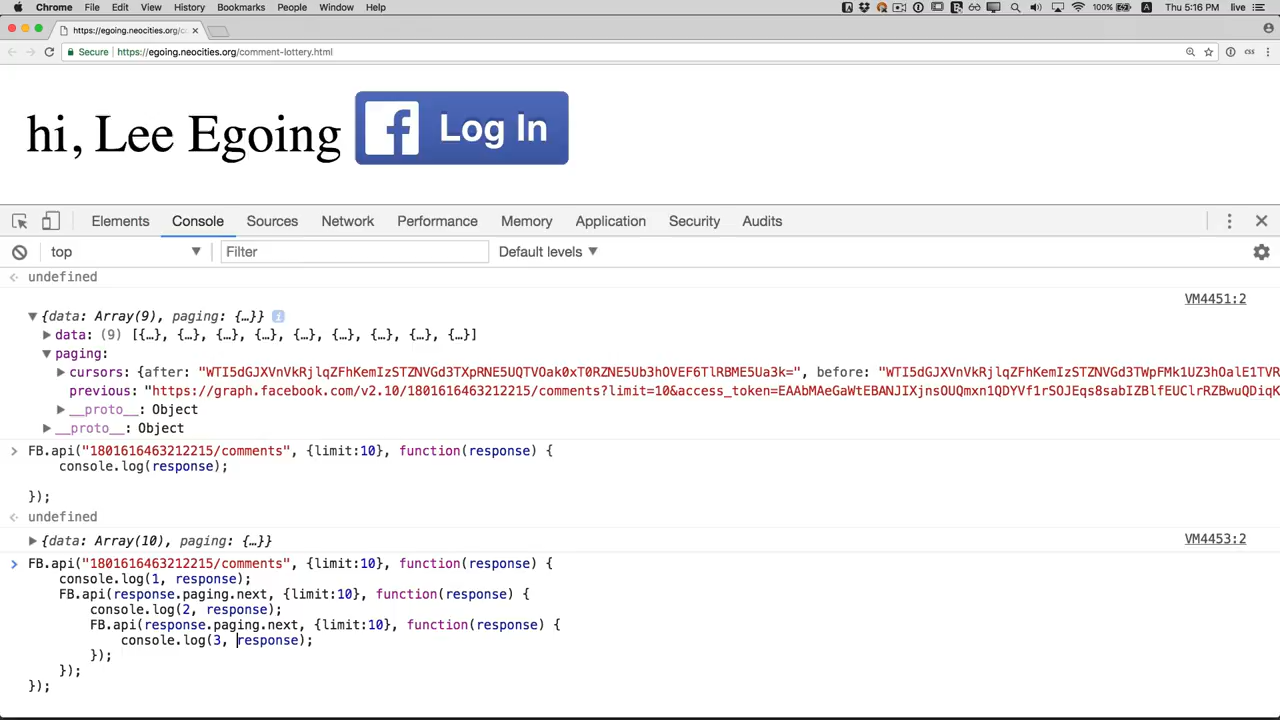 Chrome File Edit View History Bookmarks People Window Help 100% Thu 5:16 PM live
https://egoing.neocities.org/c
Secure https://egoing.neocities.org/comment-lottery.html
hi, Lee Egoing Log In
Elements Console Sources Network Performance Memory Application Security Audits
top Filter Default levels
undefined
VM4451:2
{data: Array(9), paging: {…}}
data: (9) [{…}, {…}, {…}, {…}, {…}, {…}, {…}, {…}, {…}]
paging:
cursors: {after: "WTI5dGJXVnVkRjlqZFhKemIzSTZNVGd3TXpRNE5UQTVOak0xT0RZNE5Ub3hOVEF6TlRBME5Ua3k=", before: "WTI5dGJXVnVkRjlqZFhKemIzSTZNVGd3TWpFMk1UZ3hOalE1TVR
previous: "https://graph.facebook.com/v2.10/1801616463212215/comments?limit=10&access_token=EAAbMAeGaWtEBANJIXjnsOUQmxn1QDYVf1rSOJEqs8sabIZBlfEUClrRZBwuQDiqK
__proto__: Object
__proto__: Object
FB.api("1801616463212215/comments", {limit:10}, function(response) {
console.log(response);
});
undefined
{data: Array(10), paging: {…}}
VM4453:2
FB.api("1801616463212215/comments", {limit:10}, function(response) {
console.log(1, response);
FB.api(response.paging.next, {limit:10}, function(response) {
console.log(2, response);
FB.api(response.paging.next, {limit:10}, function(response) {
console.log(3, response);
});
});
});